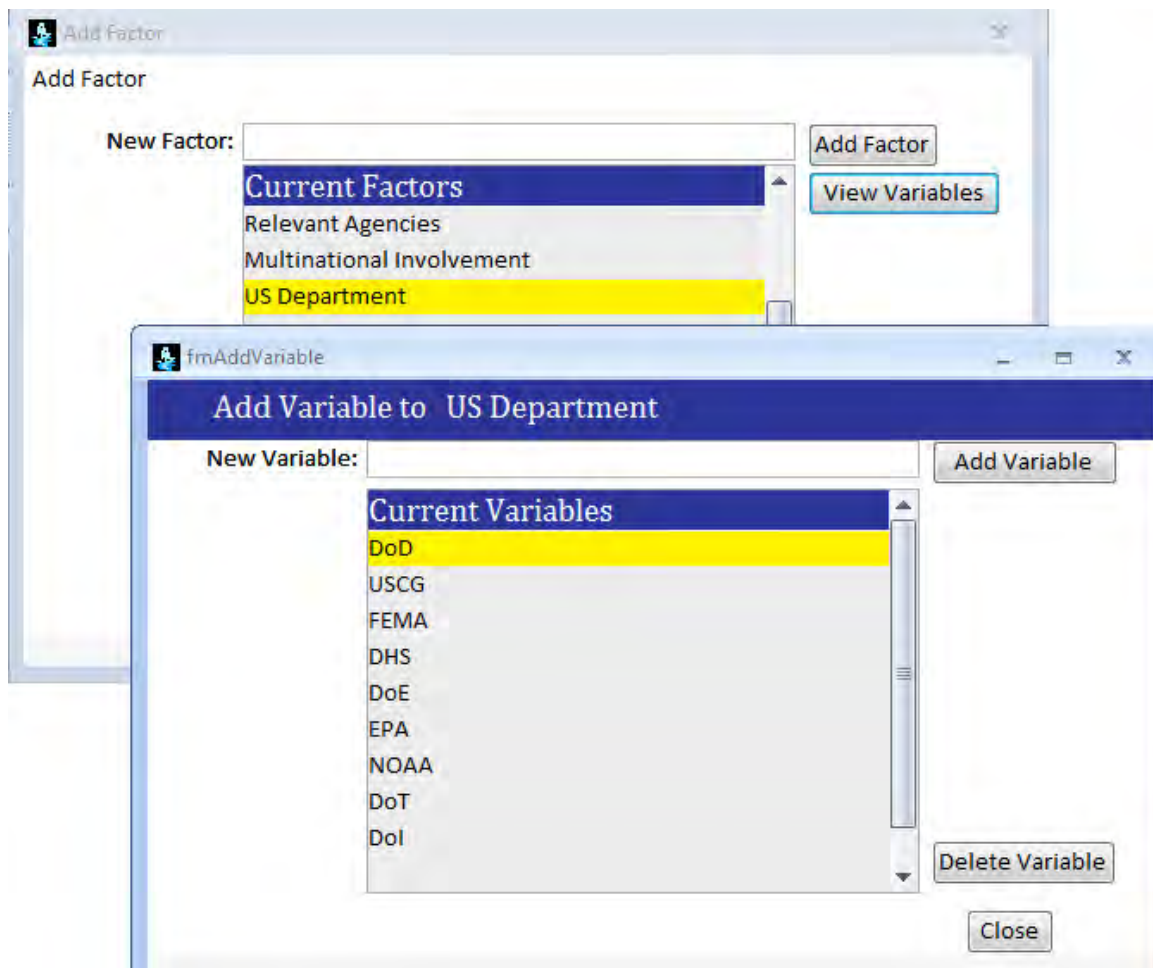 Add Factor
Add Factor
New Factor:
Add Factor
Current Factors
View Variables
Relevant Agencies
Multinational Involvement
US Department
frmAddVariable
Add Variable to US Department
New Variable:
Add Variable
Current Variables
DoD
USCG
FEMA
DHS
DoE
EPA
NOAA
DoT
DoI
Delete Variable
Close